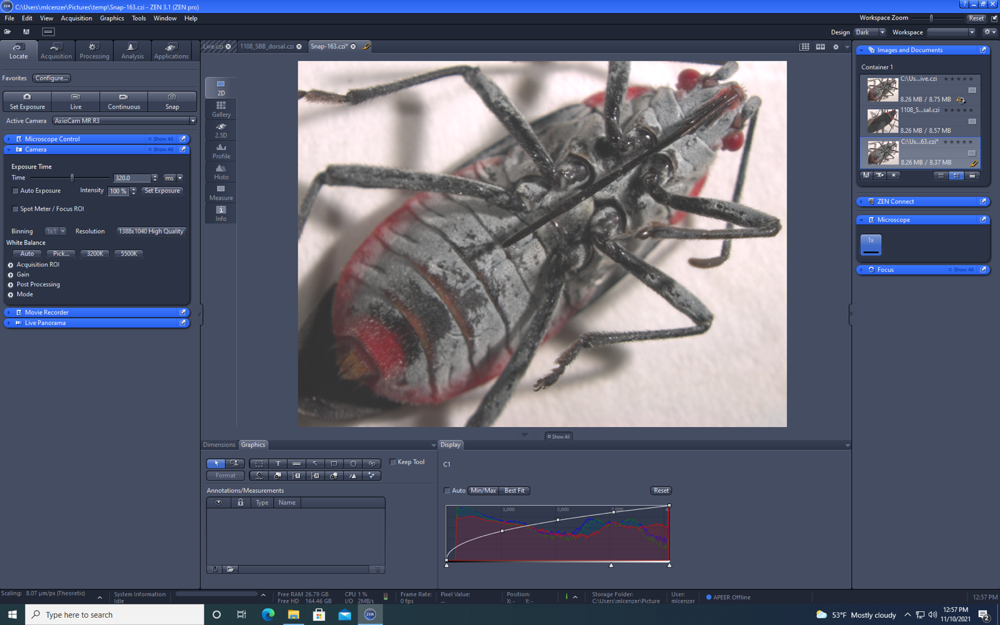 ZEN C:\Users\mlcenzer\Pictures\temp\Snap-163.czi - ZEN 3.1 (ZEN pro)
File Edit View Acquisition Graphics Tools Window Help
Workspace Zoom Reset
Design Dark Workspace
Locate Acquisition Processing Analysis Applications
Live.czi 1108_SBB_dorsal.czi Snap-163.czi*
Favorites Configure...
Set Exposure Live Continuous Snap
Active Camera AxioCam MR R3
Microscope Control Show All
Camera Show All
Exposure Time
Time 320.0 ms
Auto Exposure Intensity 100 % Set Exposure
Spot Meter / Focus ROI
Binning 1x1 Resolution 1388x1040 High Quality
White Balance
Auto Pick... 3200K 5500K
Acquisition ROI
Gain
Post Processing
Mode
Movie Recorder
Live Panorama
2D
Gallery
2.5D
Profile
Histo
Measure
Info
Images and Documents
Container 1
C:\Us...ive.czi
8.26 MB / 8.75 MB
1108_S...sal.czi
8.26 MB / 8.57 MB
C:\Us...63.czi*
8.26 MB / 8.37 MB
ZEN Connect
Microscope
1x
Focus Show All
Show All
Dimensions Graphics
Keep Tool
Format
Annotations/Measurements
Type Name
Display
C1
Auto Min/Max Best Fit Reset
1,000 2,000
Scaling: 8.07 µm/px (Theoretic)
System Information
Idle
Free RAM 26.79 GB
Free HD 164.46 GB
CPU 1 %
I/O 2MB/s
Frame Rate:
0 fps
Pixel Value:
--
Position:
X: - Y: -
Storage Folder:
C:\Users\mlcenzer\Picture
User:
mlcenzer
APEER Offline
12:57 PM
Type here to search
ZEN
53°F Mostly cloudy
12:57 PM
11/10/2021
2